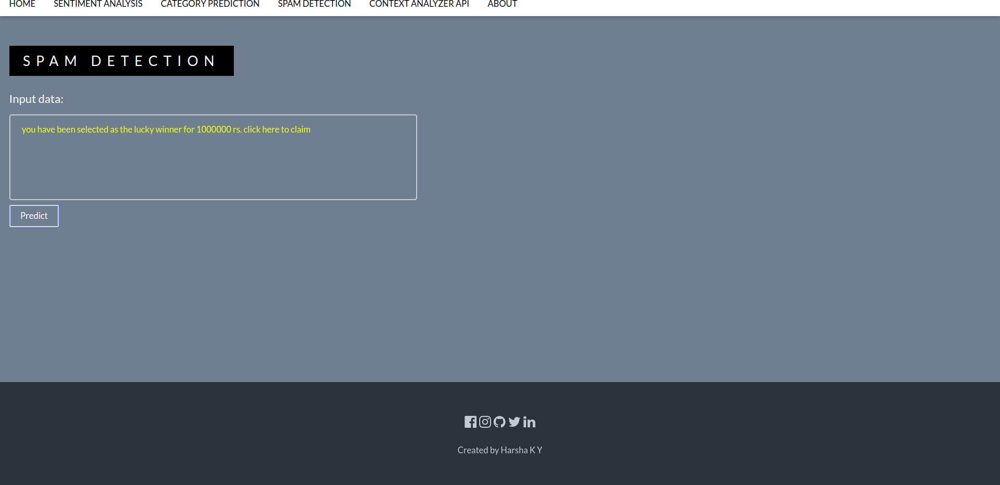 HOME SENTIMENT ANALYSIS CATEGORY PREDICTION SPAM DETECTION CONTEXT ANALYZER API ABOUT
SPAM DETECTION
Input data:
you have been selected as the lucky winner for 1000000 rs. click here to claim
Predict
Created by Harsha K Y